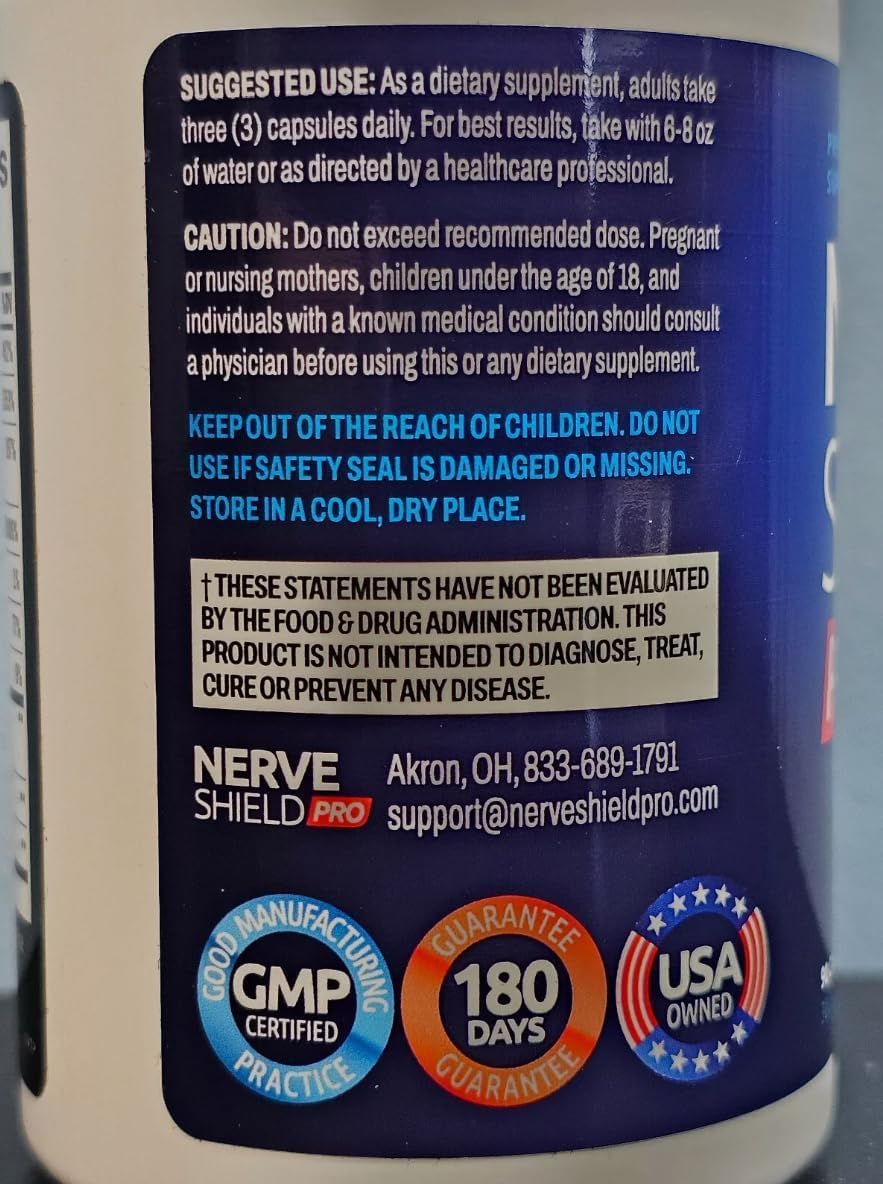 SUGGESTED USE: As a dietary supplement, adults take
three (3) capsules daily. For best results, take with 6-8 oz
of water or as directed by a healthcare professional.
CAUTION: Do not exceed recommended dose. Pregnant
or nursing mothers, children under the age of 18, and
individuals with a known medical condition should consult
a physician before using this or any dietary supplement.
KEEP OUT OF THE REACH OF CHILDREN. DO NOT
USE IF SAFETY SEAL IS DAMAGED OR MISSING.
STORE IN A COOL, DRY PLACE.
† THESE STATEMENTS HAVE NOT BEEN EVALUATED
BY THE FOOD & DRUG ADMINISTRATION. THIS
PRODUCT IS NOT INTENDED TO DIAGNOSE, TREAT,
CURE OR PREVENT ANY DISEASE.
NERVE
SHIELD PRO
Akron, OH, 833-689-1791
support@nerveshieldpro.com
GOOD MANUFACTURING
GMP
CERTIFIED
PRACTICE
GUARANTEE
180
DAYS
GUARANTEE
USA
OWNED